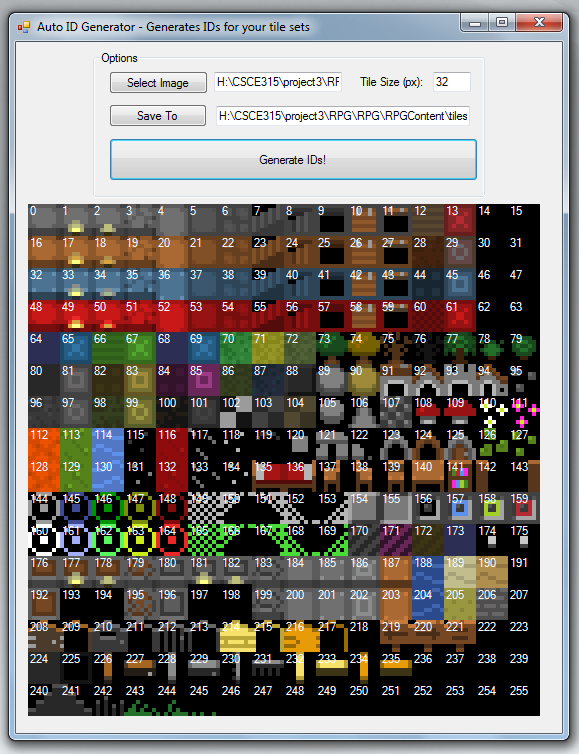 Auto ID Generator - Generates IDs for your tile sets
Options
Select Image H:\CSCE315\project3\RF Tile Size (px): 32
Save To H:\CSCE315\project3\RPG\RPG\RPGContent\tiles
Generate IDs!
0 1 2 3 4 5 6 7 8 9 10 11 12 13 14 15
16 17 18 19 20 21 22 23 24 25 26 27 28 29 30 31
32 33 34 35 36 37 38 39 40 41 42 43 44 45 46 47
48 49 50 51 52 53 54 55 56 57 58 59 60 61 62 63
64 65 66 67 68 69 70 71 72 73 74 75 76 77 78 79
80 81 82 83 84 85 86 87 88 89 90 91 92 93 94 95
96 97 98 99 100 101 102 103 104 105 106 107 108 109 110 111
112 113 114 115 116 117 118 119 120 121 122 123 124 125 126 127
128 129 130 131 132 133 134 135 136 137 138 139 140 141 142 143
144 145 146 147 148 149 150 151 152 153 154 155 156 157 158 159
160 161 162 163 164 165 166 167 168 169 170 171 172 173 174 175
176 177 178 179 180 181 182 183 184 185 186 187 188 189 190 191
192 193 194 195 196 197 198 199 200 201 202 203 204 205 206 207
208 209 210 211 212 213 214 215 216 217 218 219 220 221 222 223
224 225 226 227 228 229 230 231 232 233 234 235 236 237 238 239
240 241 242 243 244 245 246 247 248 249 250 251 252 253 254 255